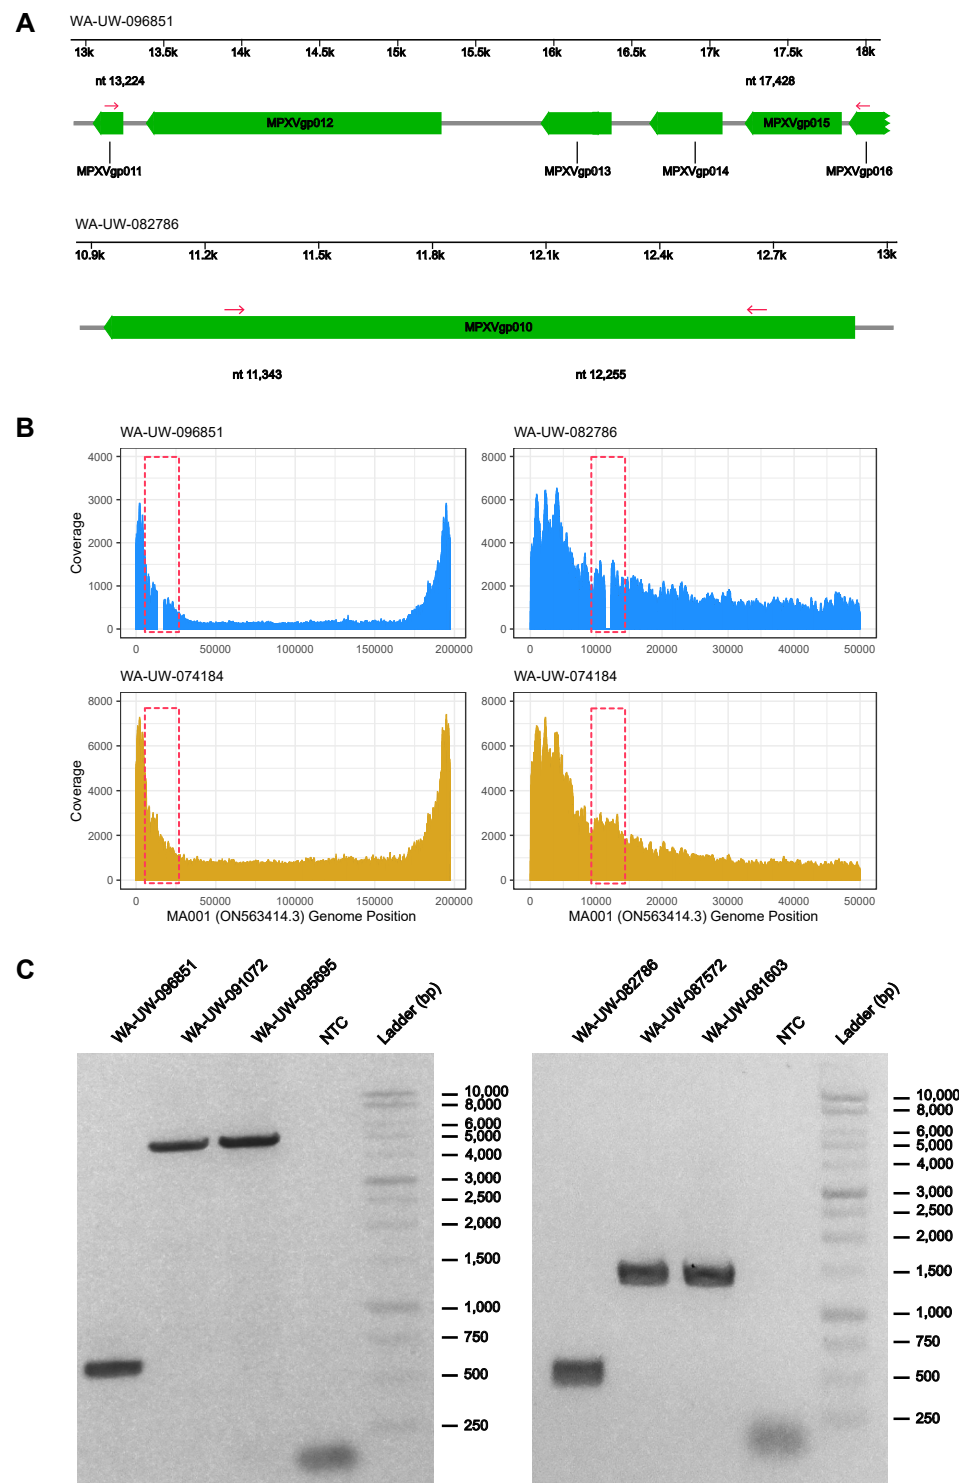 A
WA-UW-096851
13k 13.5k 14k 14.5k 15k 15.5k 16k 16.5k 17k 17.5k 18k
nt 13,224 nt 17,428
MPXVgp012 MPXVgp015
MPXVgp011 MPXVgp013 MPXVgp014 MPXVgp016
WA-UW-082786
10.9k 11.2k 11.5k 11.8k 12.1k 12.4k 12.7k 13k
MPXVgp010
nt 11,343 nt 12,255
B
WA-UW-096851
Coverage
4000
3000
2000
1000
0
0 50000 100000 150000 200000
WA-UW-082786
8000
6000
4000
2000
0
0 10000 20000 30000 40000 50000
WA-UW-074184
Coverage
8000
6000
4000
2000
0
0 50000 100000 150000 200000
MA001 (ON563414.3) Genome Position
WA-UW-074184
8000
6000
4000
2000
0
0 10000 20000 30000 40000 50000
MA001 (ON563414.3) Genome Position
C
WA-UW-096851
WA-UW-091072
WA-UW-095695
NTC
Ladder (bp)
10,000
8,000
6,000
5,000
4,000
3,000
2,500
2,000
1,500
1,000
750
500
250
WA-UW-082786
WA-UW-087572
WA-UW-081603
NTC
Ladder (bp)
10,000
8,000
6,000
5,000
4,000
3,000
2,500
2,000
1,500
1,000
750
500
250